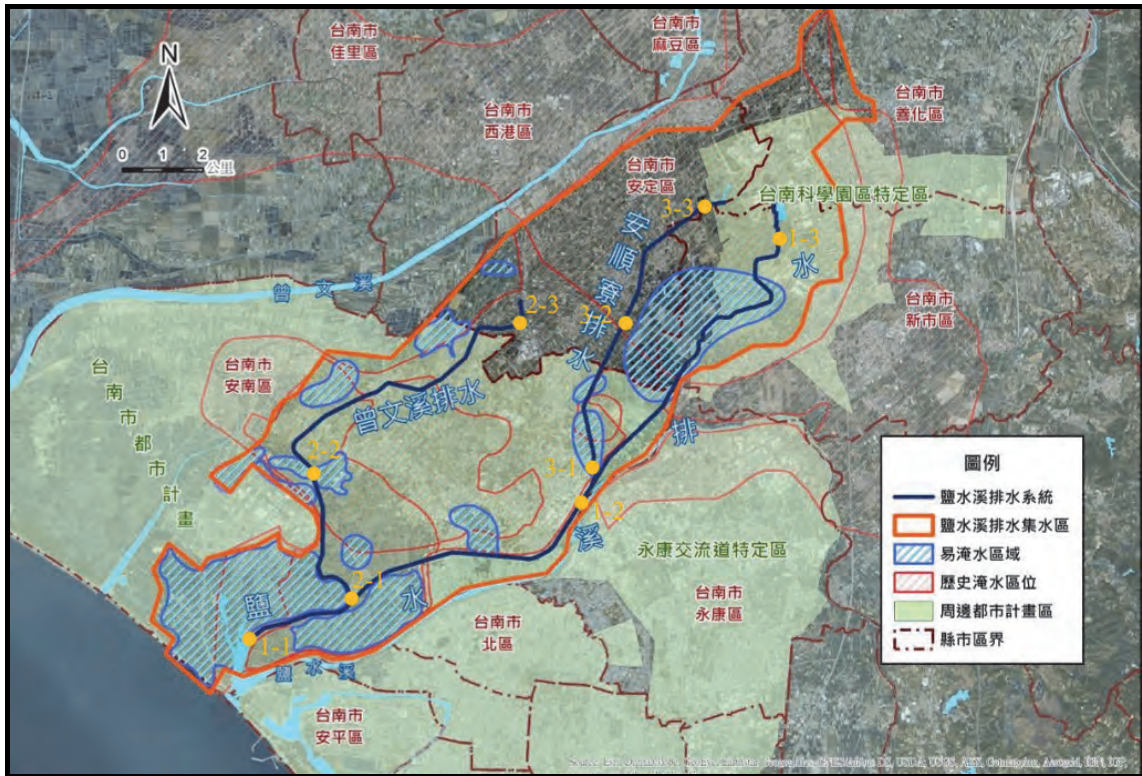 台南市
佳里區
台南市
麻豆區
台南市
西港區
台南市
善化區
N
0 1 2
公里
台南市
安定區
台南科學園區特定區
3-3
1-3
安順寮排水
曾文溪
2-3
3-2
台南市
新市區
台南市
安南區
台南市都市計畫
曾文溪排水
2-2
3-1
1-2
鹽水溪排水
永康交流道特定區
台南市
永康區
2-1
台南市
北區
1-1
鹽水溪
台南市
安平區
圖例
鹽水溪排水系統
鹽水溪排水集水區
易淹水區域
歷史淹水區位
周邊都市計畫區
縣市區界